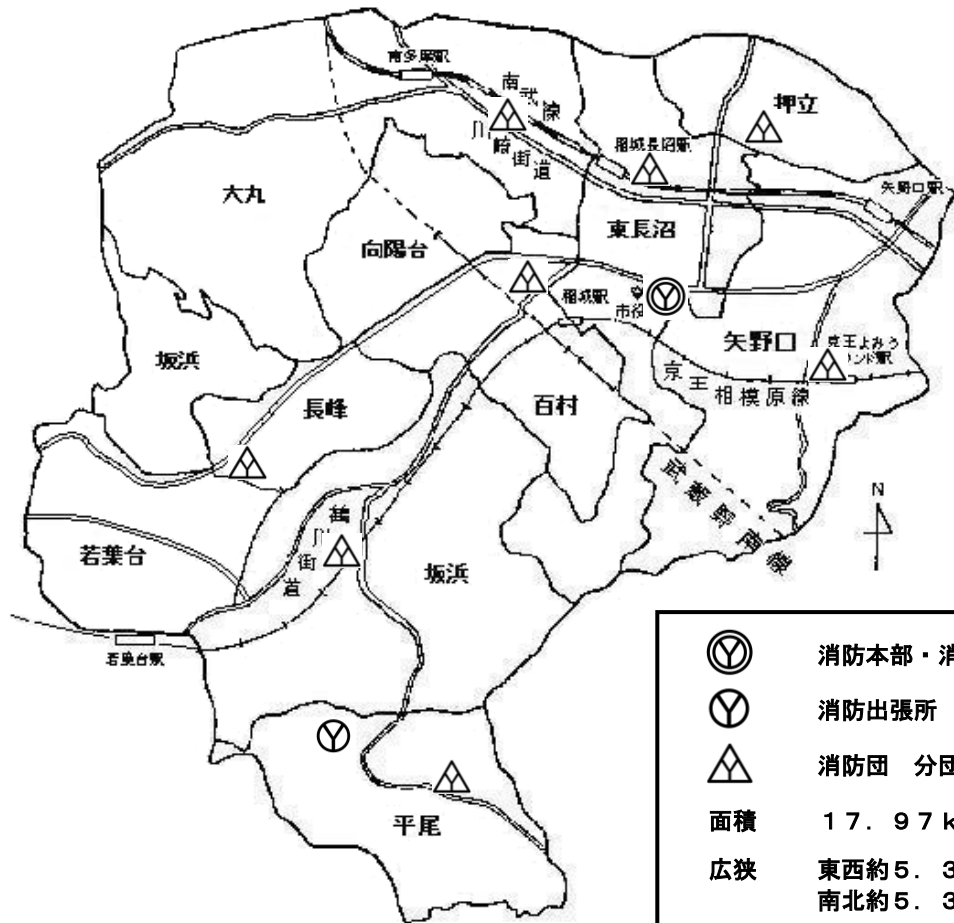 南多摩駅
南武線
川崎街道
押立
稲城長沼駅
矢野口駅
大丸
東長沼
向陽台
稲城駅
市役
矢野口
京王よみう
ランド駅
坂浜
京王相模原線
長峰
百村
武蔵野南線
N
鶴川街道
若葉台
坂浜
若葉台駅
平尾
消防本部・消
消防出張所
消防団 分団
面積 17.97k
広狭 東西約5.3
南北約5.3